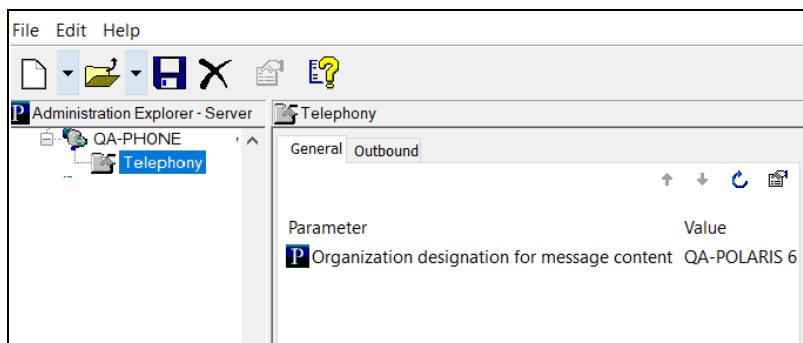 File Edit Help
P Administration Explorer - Server
Telephony
QA-PHONE
Telephony
General Outbound
Parameter Value
P Organization designation for message content QA-POLARIS 6